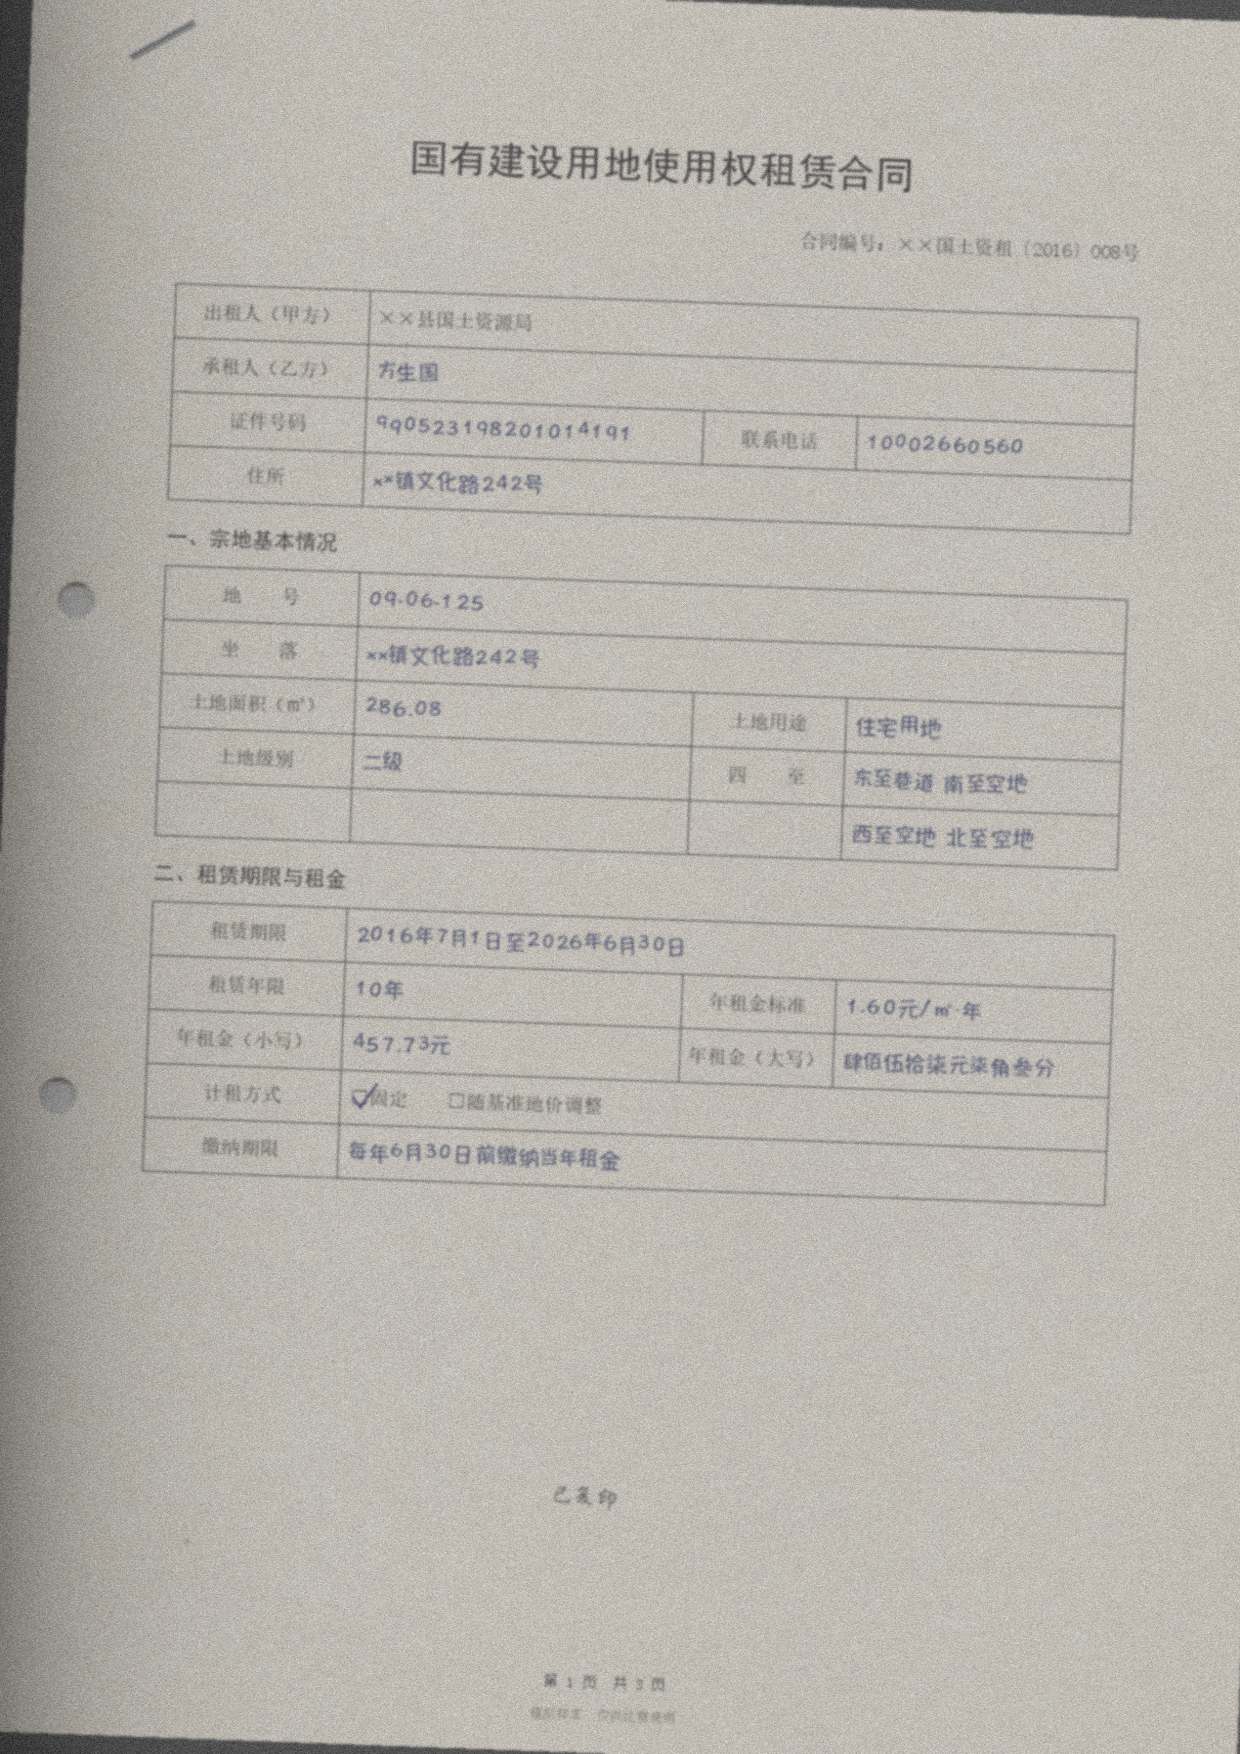 国有建设用地使用权租赁合同
合同编号：××国土资租（2016）008号
出租人（甲方） ××县国土资源局
承租人（乙方） 方生国
证件号码 990523198201014191 联系电话 10002660560
住所 ××镇文化路242号
一、宗地基本情况
地 号 09-06-125
坐 落 ××镇文化路242号
土地面积（㎡） 286.08 土地用途 住宅用地
土地级别 二级 四 至 东至巷道 南至空地
西至空地 北至空地
二、租赁期限与租金
租赁期限 2016年7月1日至2026年6月30日
租赁年限 10年 年租金标准 1.60元/㎡·年
年租金（小写） 457.73元 年租金（大写） 肆佰伍拾柒元柒角叁分
计租方式 ☑固定 □随基准地价调整
缴纳期限 每年6月30日前缴纳当年租金
已复印
第 1 页 共 3 页